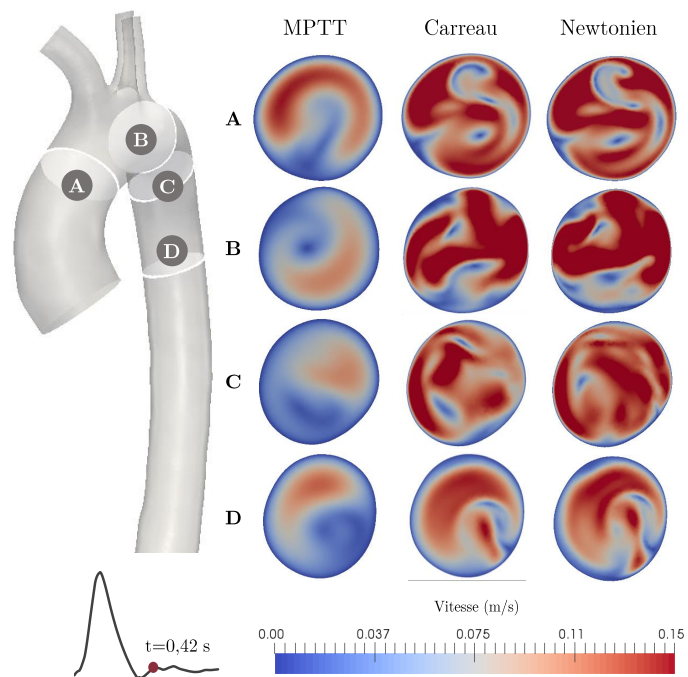 MPTT Carreau Newtonien
A
B
C
D
A
B
C
D
t=0,42 s
Vitesse (m/s)
0.00 0.037 0.075 0.11 0.15